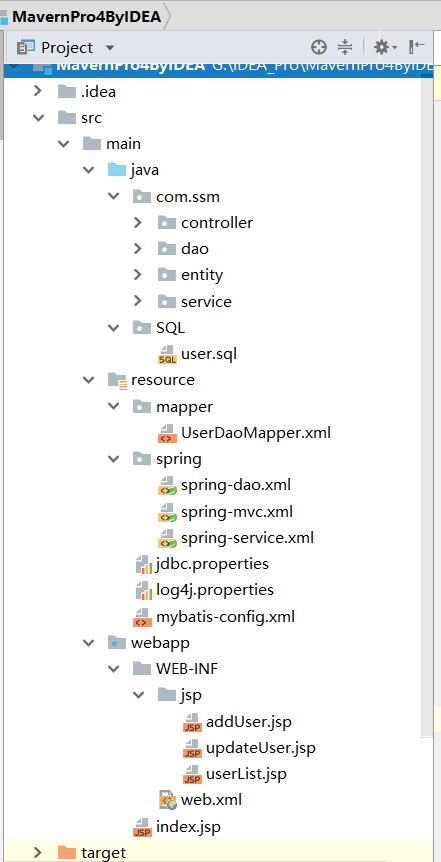 MavernPro4ByIDEA
Project
MavernPro4ByIDEA G:\IDEA_Pro\MavernPro4ByIDE
.idea
src
main
java
com.ssm
controller
dao
entity
service
SQL
user.sql
resource
mapper
UserDaoMapper.xml
spring
spring-dao.xml
spring-mvc.xml
spring-service.xml
jdbc.properties
log4j.properties
mybatis-config.xml
webapp
WEB-INF
jsp
addUser.jsp
updateUser.jsp
userList.jsp
web.xml
index.jsp
target